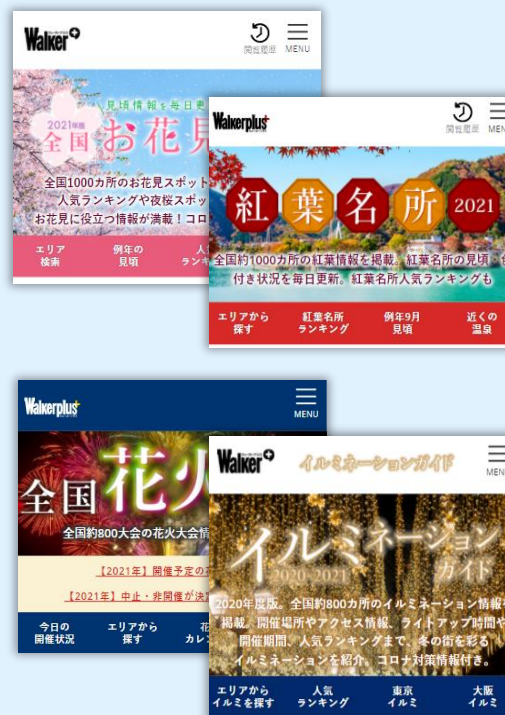 Walker+
閲覧履歴
MENU
見頃情報を毎日更
2021年版
全国お花見
全国1000カ所のお花見スポット
人気ランキングや夜桜スポッ
お花見に役立つ情報が満載！コロ
エリア
検索
例年の
見頃
人
ランキ
Walkerplus
閲覧履歴
MEN
紅葉名所 2021
全国約1000カ所の紅葉情報を掲載。紅葉名所の見頃・
付き状況を毎日更新。紅葉名所人気ランキングも
エリアから
探す
紅葉名所
ランキング
例年9月
見頃
近くの
温泉
Walkerplus
MENU
全国花火
全国約800大会の花火大会情
【2021年】開催予定の
【2021年】中止・非開催が決
今日の
開催状況
エリアから
探す
花
カレン
Walker+
イルミネーションガイド
MEN
イルミネーション
2020-2021
ガイド
2020年度版。全国約800カ所のイルミネーション情報を
掲載。開催場所やアクセス情報、ライトアップ時間や
開催期間、人気ランキングまで、冬の街を彩る
イルミネーションを紹介。コロナ対策情報付き。
エリアから
イルミを探す
人気
ランキング
東京
イルミ
大阪
イルミ